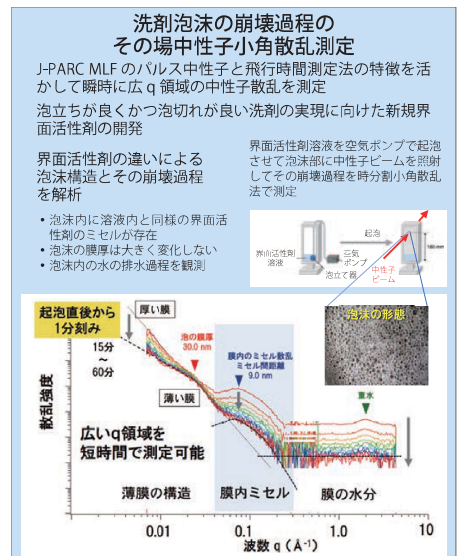 洗剤泡沫の崩壊過程の
その場中性子小角散乱測定
J-PARC MLF のパルス中性子と飛行時間測定法の特徴を活
かして瞬時に広 q 領域の中性子散乱を測定
泡立ちが良くかつ泡切れが良い洗剤の実現に向けた新規界
面活性剤の開発
界面活性剤の違いによる
泡沫構造とその崩壊過程
を解析
• 泡沫内に溶液内と同様の界面活
性剤のミセルが存在
• 泡沫の膜厚は大きく変化しない
• 泡沫内の水の排水過程を観測
界面活性剤溶液を空気ポンプで起泡
させて泡沫部に中性子ビームを照射
してその崩壊過程を時分割小角散乱
法で測定
起泡
界面活性剤
溶液
空気
ポンプ
泡立て器
中性子
ビーム
180 mm
起泡直後から
1分刻み
15分
～
60分
厚い膜
泡の膜厚
30.0 nm
膜内のミセル散乱
ミセル間距離
9.0 nm
泡沫の形態
重水
薄い膜
広いq領域を
短時間で測定可能
薄膜の構造
膜内ミセル
膜の水分
散乱強度
0.01
0.1
1.0
10
波数 q (Å⁻¹)